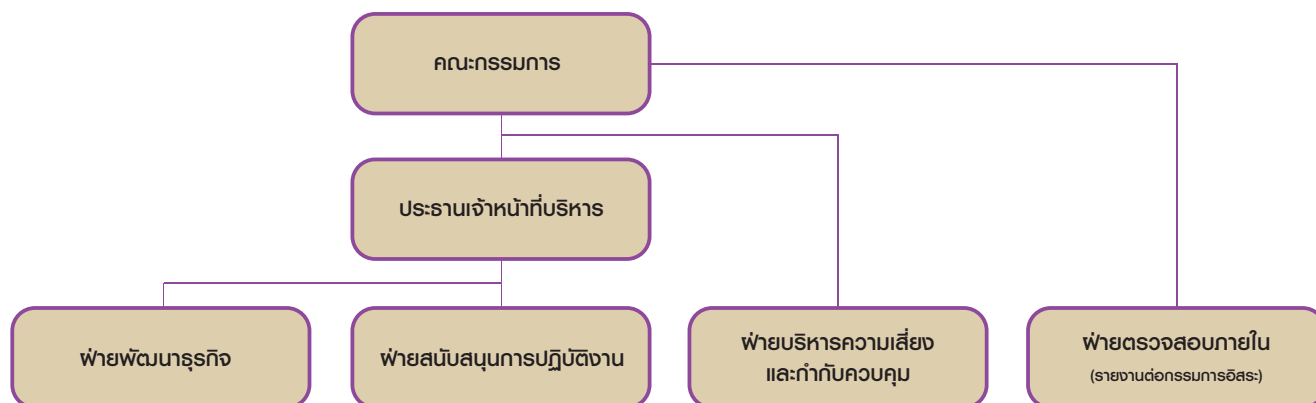 คณะกรรมการ
ประธานเจ้าหน้าที่บริหาร
ฝ่ายพัฒนาธุรกิจ
ฝ่ายสนับสนุนการปฏิบัติงาน
ฝ่ายบริหารความเสี่ยง
และกำกับควบคุม
ฝ่ายตรวจสอบภายใน
(รายงานต่อกรรมการอิสระ)